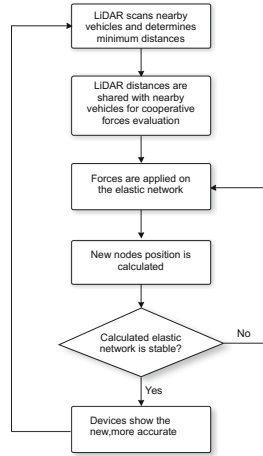 LiDAR scans nearby
vehicles and determines
minimum distances
LiDAR distances are
shared with nearby
vehicles for cooperative
forces evaluation
Forces are applied on
the elastic network
New nodes position is
calculated
Calculated elastic
network is stable?
No
Yes
Devices show the
new,more accurate